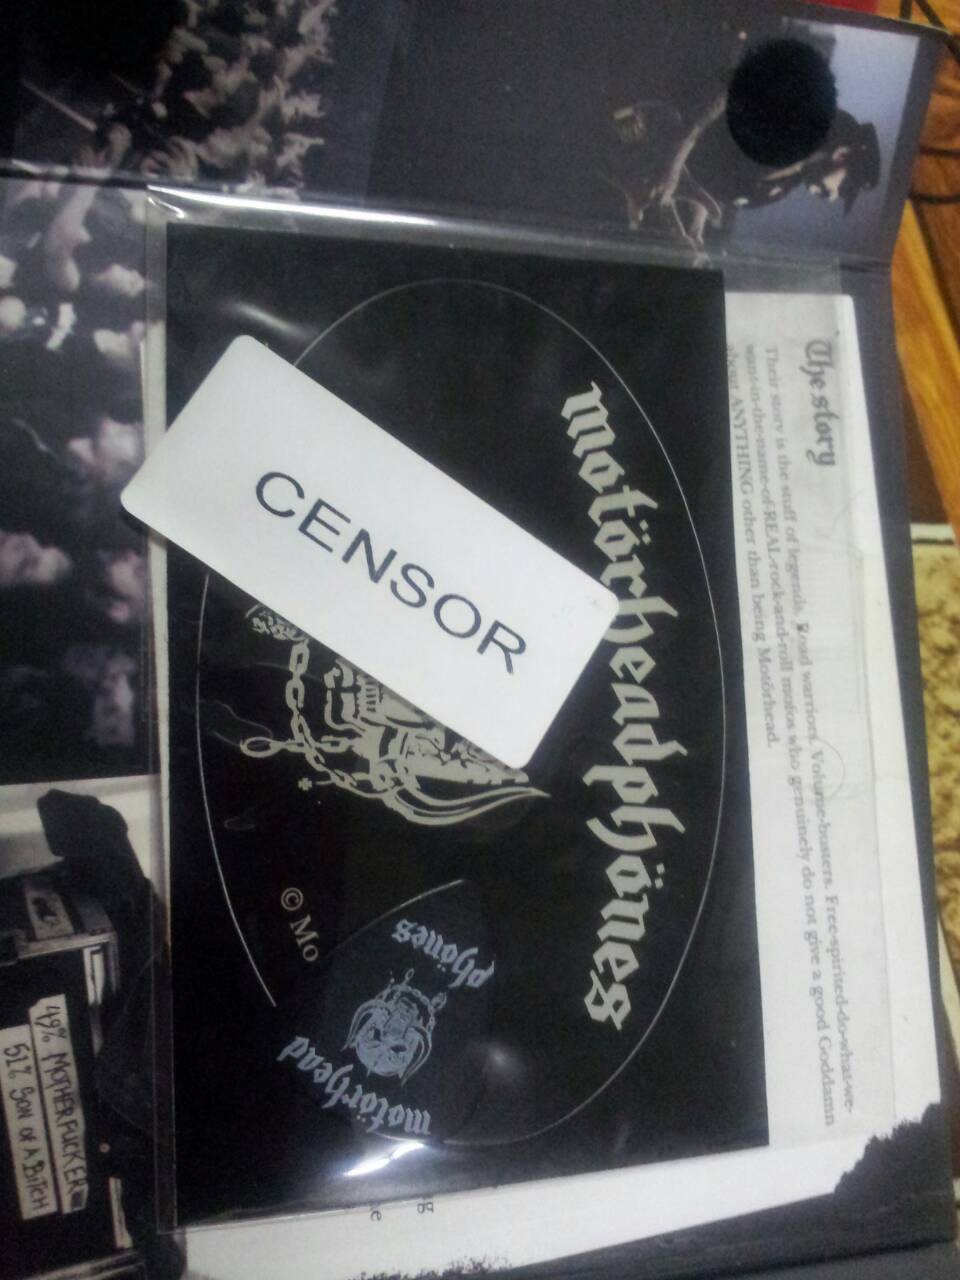 The story
Their story is the stuff of legends. Road warriors. Volume-busters. Free-spirited-do-what-we-
want-in-the-name-of-REAL-rock-and-roll motos who genuinely do not give a good Goddamn
about ANYTHING other than being Motörhead.
motörheadphönes
CENSOR
© Mo
motörhead
phönes
49% MOTHERFUCKER
51% SON OF A BITCH